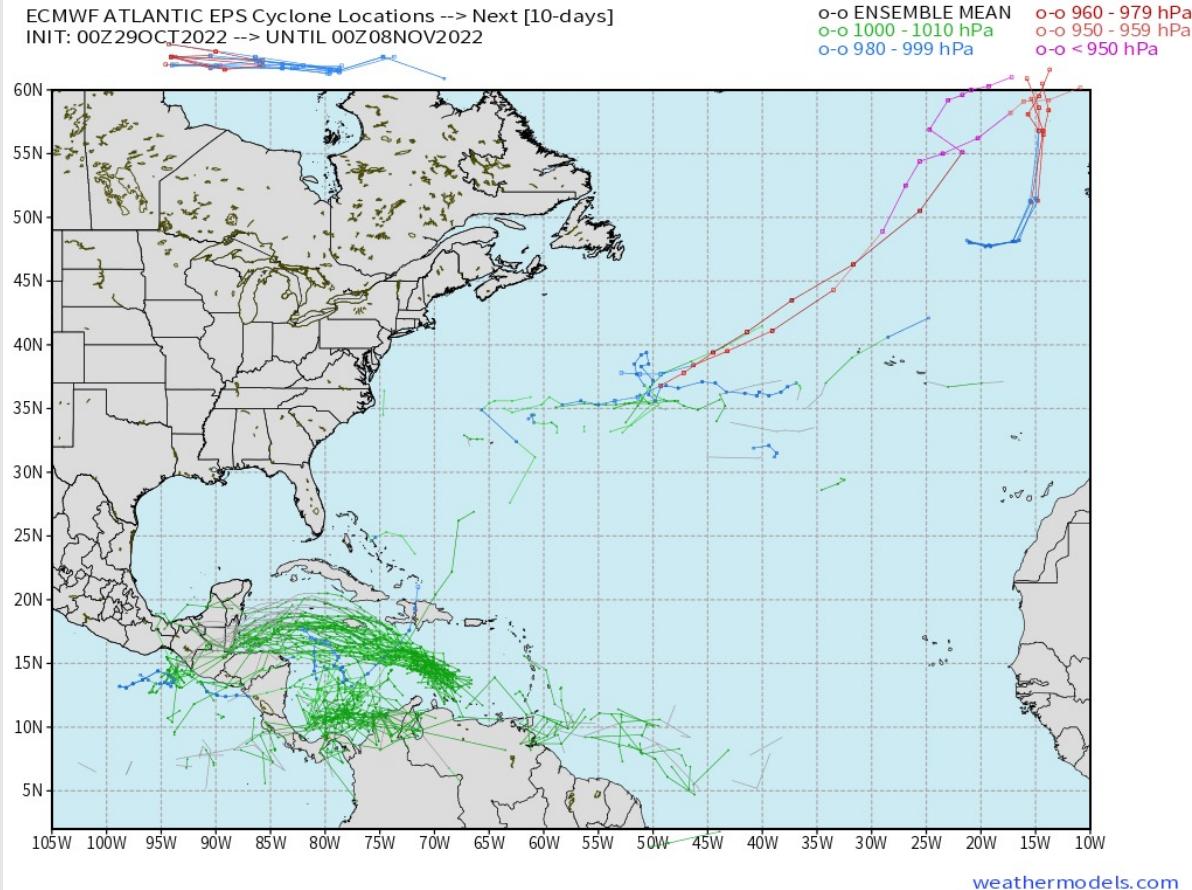 ECMWF ATLANTIC EPS Cyclone Locations --> Next [10-days]
INIT: 00Z29OCT2022 --> UNTIL 00Z08NOV2022
o-o ENSEMBLE MEAN
o-o 1000 - 1010 hPa
o-o 980 - 999 hPa
o-o 960 - 979 hPa
o-o 950 - 959 hPa
o-o < 950 hPa
60N
55N
50N
45N
40N
35N
30N
25N
20N
15N
10N
5N
105W 100W 95W 90W 85W 80W 75W 70W 65W 60W 55W 50W 45W 40W 35W 30W 25W 20W 15W 10W
weathermodels.com